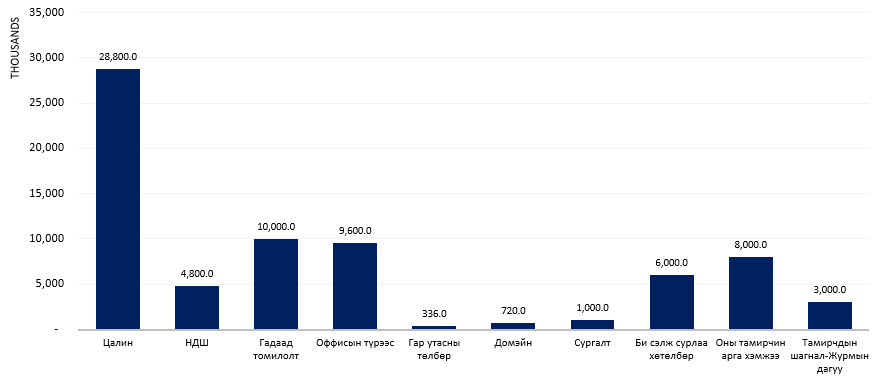 35,000
THOUSANDS
30,000
28,800.0
25,000
20,000
15,000
10,000
10,000.0
9,600.0
8,000.0
6,000.0
5,000
4,800.0
3,000.0
336.0
720.0
1,000.0
-
Цалин
НДШ
Гадаад
томилолт
Оффисын түрээс
Гар утасны
төлбөр
Домэйн
Сургалт
Би сэлж сурлаа
хөтөлбөр
Оны тамирчин
арга хэмжээ
Тамирчдын
шагнал-Журмын
дагуу